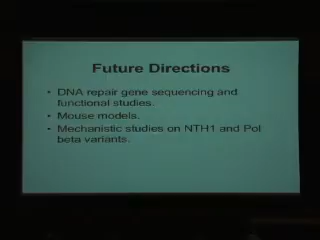 Future Directions
• DNA repair gene sequencing and
functional studies.
• Mouse models.
• Mechanistic studies on NTH1 and Pol
beta variants.